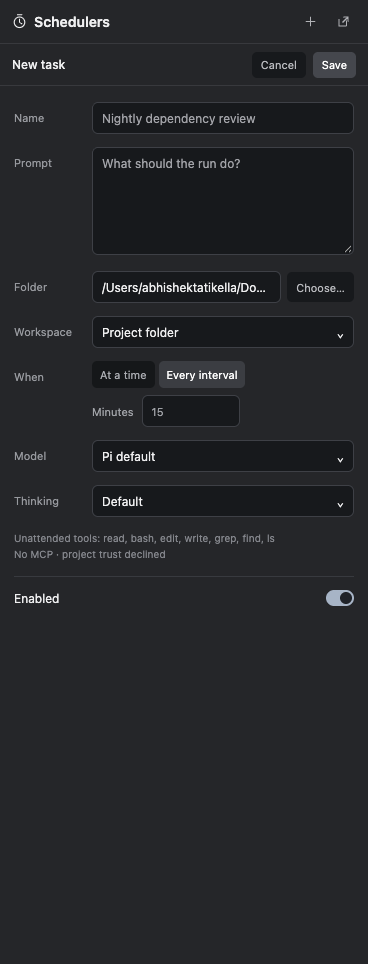 Schedulers
New task
Cancel
Save
Name
Nightly dependency review
Prompt
What should the run do?
Folder
/Users/abhishektatikella/Do...
Choose...
Workspace
Project folder
When
At a time
Every interval
Minutes
15
Model
Pi default
Thinking
Default
Unattended tools: read, bash, edit, write, grep, find, ls
No MCP · project trust declined
Enabled